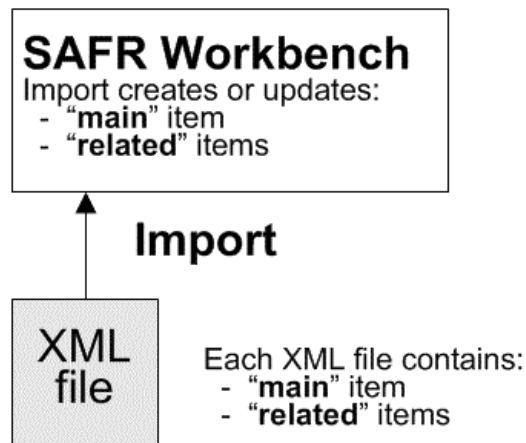 SAFR Workbench
Import creates or updates:
- “main” item
- “related” items
Import
XML
file
Each XML file contains:
- “main” item
- “related” items